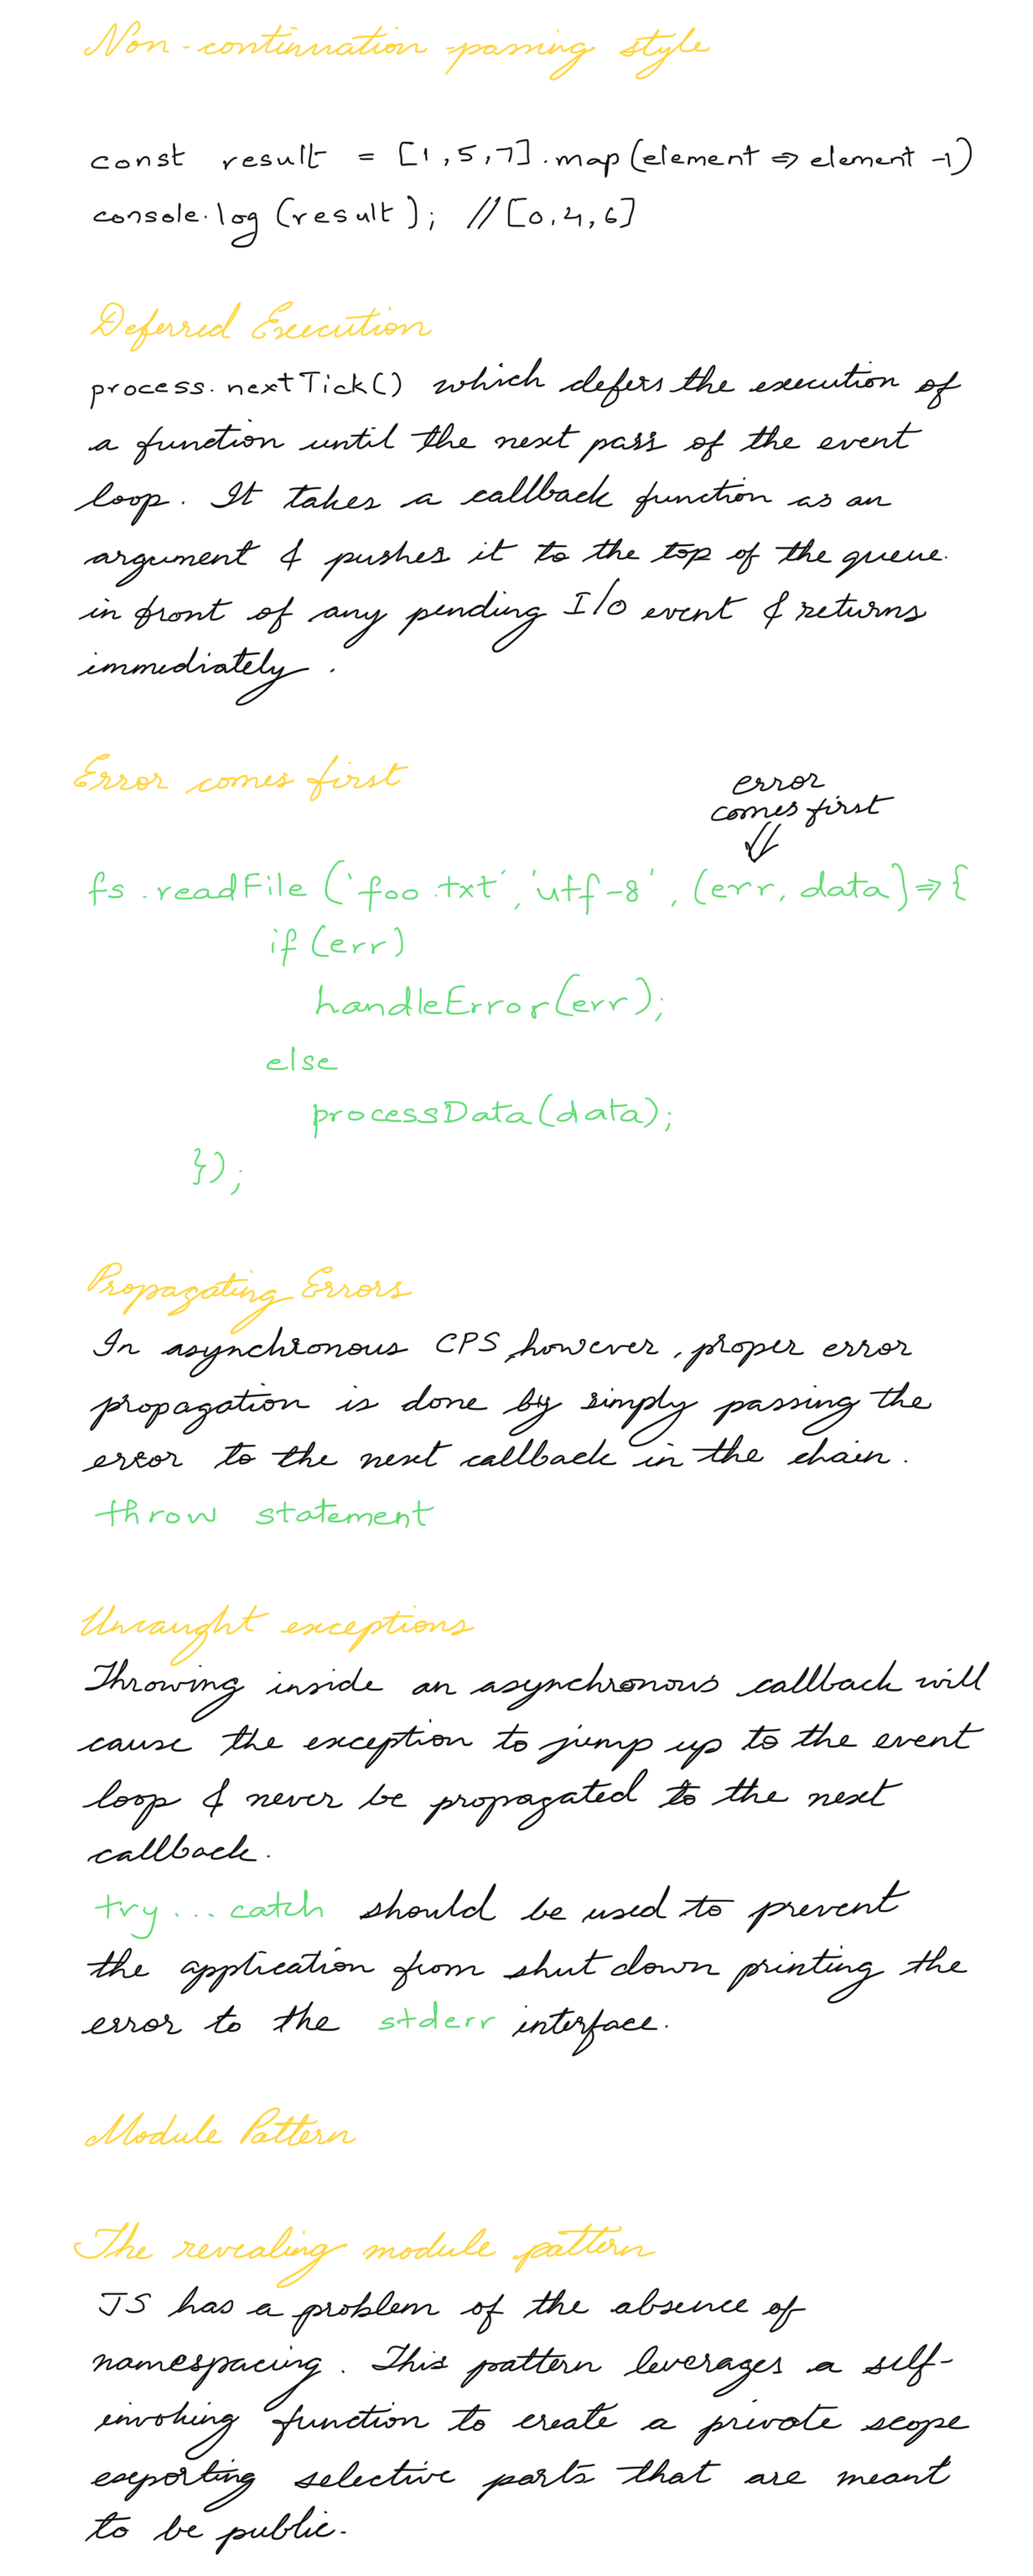 Non-continuation-passing style
const result = [1,5,7].map(element => element -1)
console.log(result); //[0,4,6]
Deferred Execution
process.nextTick() which defers the execution of
a function until the next pass of the event
loop. It takes a callback function as an
argument & pushes it to the top of the queue.
in front of any pending I/o event & returns
immediately.
Error comes first
error
comes first
fs.readFile('foo.txt','utf-8', (err, data) => {
if (err)
handleError(err);
else
processData(data);
});
Propagating Errors
In asynchronous CPS, however, proper error
propagation is done by simply passing the
error to the next callback in the chain.
throw statement
Uncaught exceptions
Throwing inside an asynchronous callback will
cause the exception to jump up to the event
loop & never be propagated to the next
callback.
try...catch should be used to prevent
the application from shut down printing the
error to the stderr interface.
Module Pattern
The revealing module pattern
JS has a problem of the absence of
namespacing. This pattern leverages a self-
invoking function to create a private scope
exporting selective parts that are meant
to be public.